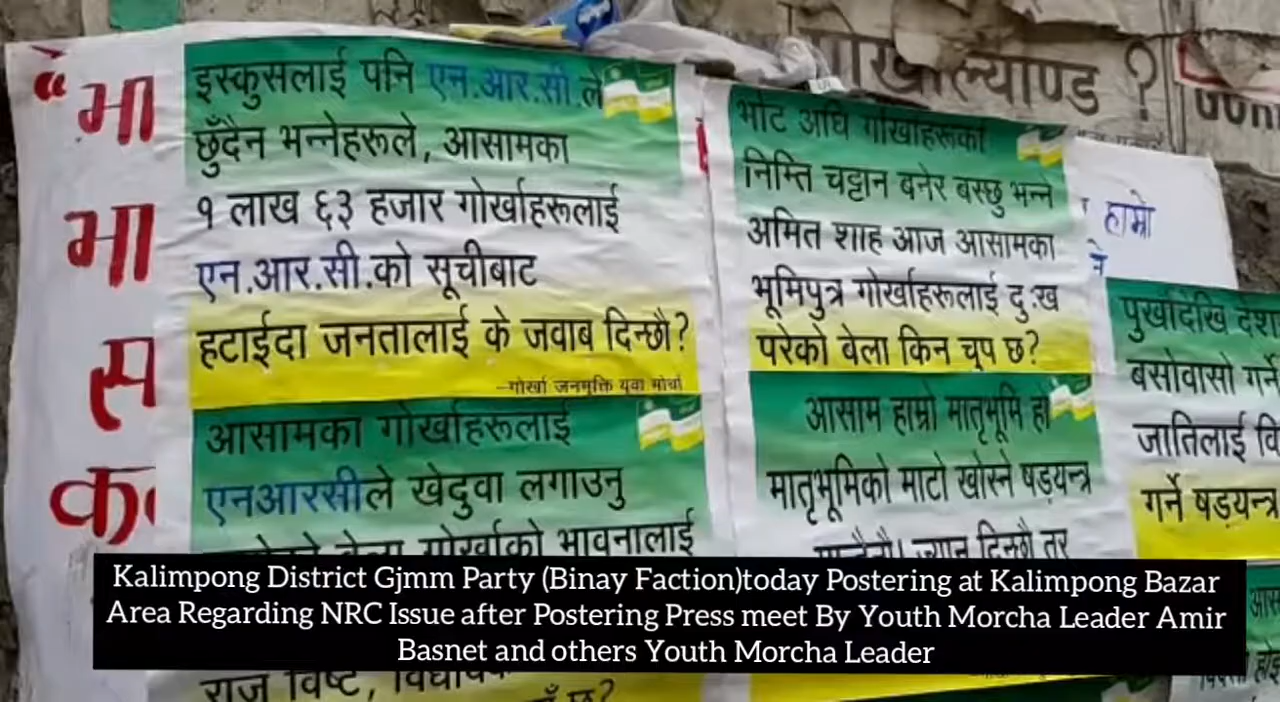 "भा
भा
इस्कुसलाई पनि एन.आर.सी.ले
छुँदैन भन्नेहरूले, आसामका
१ लाख ६३ हजार गोर्खाहरूलाई
एन.आर.सी.को सूचीबाट
हटाईदा जनतालाई के जवाब दिन्छौ?
–गोर्खा जनमुक्ति युवा मोर्चा
आसामका गोर्खाहरूलाई
एनआरसीले खेदुवा लगाउनु
गोर्खाको भावनालाई
राजु विष्ट,
छ?
गोर्खाल्याण्ड ?
भोट अघि गोर्खाहरूको
निम्ति चट्टान बनेर बस्छु भन्ने
अमित शाह आज आसामका
भूमिपुत्र गोर्खाहरूलाई दुःख
परेको बेला किन चुप छ?
आसाम हाम्रो मातृभूमि हो
मातृभूमिको माटो खोस्ने षड्यन्त्र
ज्यान दिन्छौ तर
हाम्रो
पुर्खादेखि
बसोवासो गर्ने
जातिलाई
गर्ने षड्यन्त्र
Kalimpong District Gjmm Party (Binay Faction)today Postering at Kalimpong Bazar
Area Regarding NRC Issue after Postering Press meet By Youth Morcha Leader Amir
Basnet and others Youth Morcha Leader